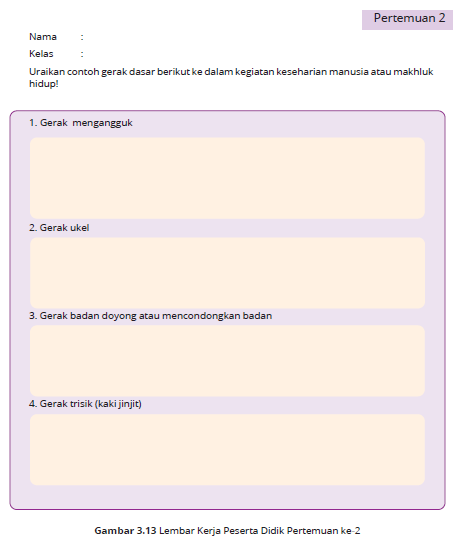 Pertemuan 2
Nama :
Kelas :
Uraikan contoh gerak dasar berikut ke dalam kegiatan keseharian manusia atau makhluk
hidup!
1. Gerak mengangguk
2. Gerak ukel
3. Gerak badan doyong atau mencondongkan badan
4. Gerak trisik (kaki jinjit)
Gambar 3.13 Lembar Kerja Peserta Didik Pertemuan ke-2